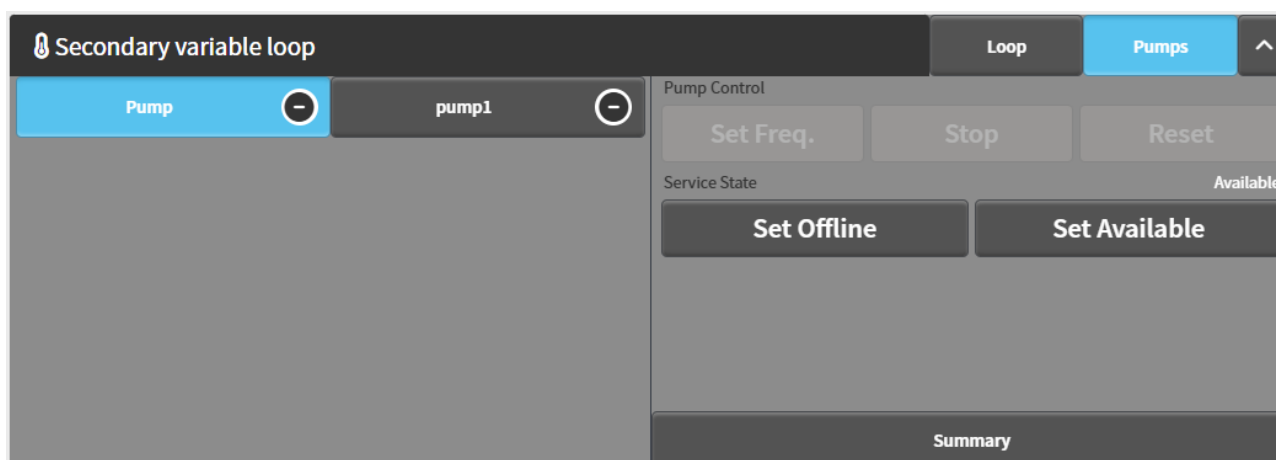 Secondary variable loop
Loop
Pumps
Pump
pump1
Pump Control
Set Freq.
Stop
Reset
Service State
Available
Set Offline
Set Available
Summary